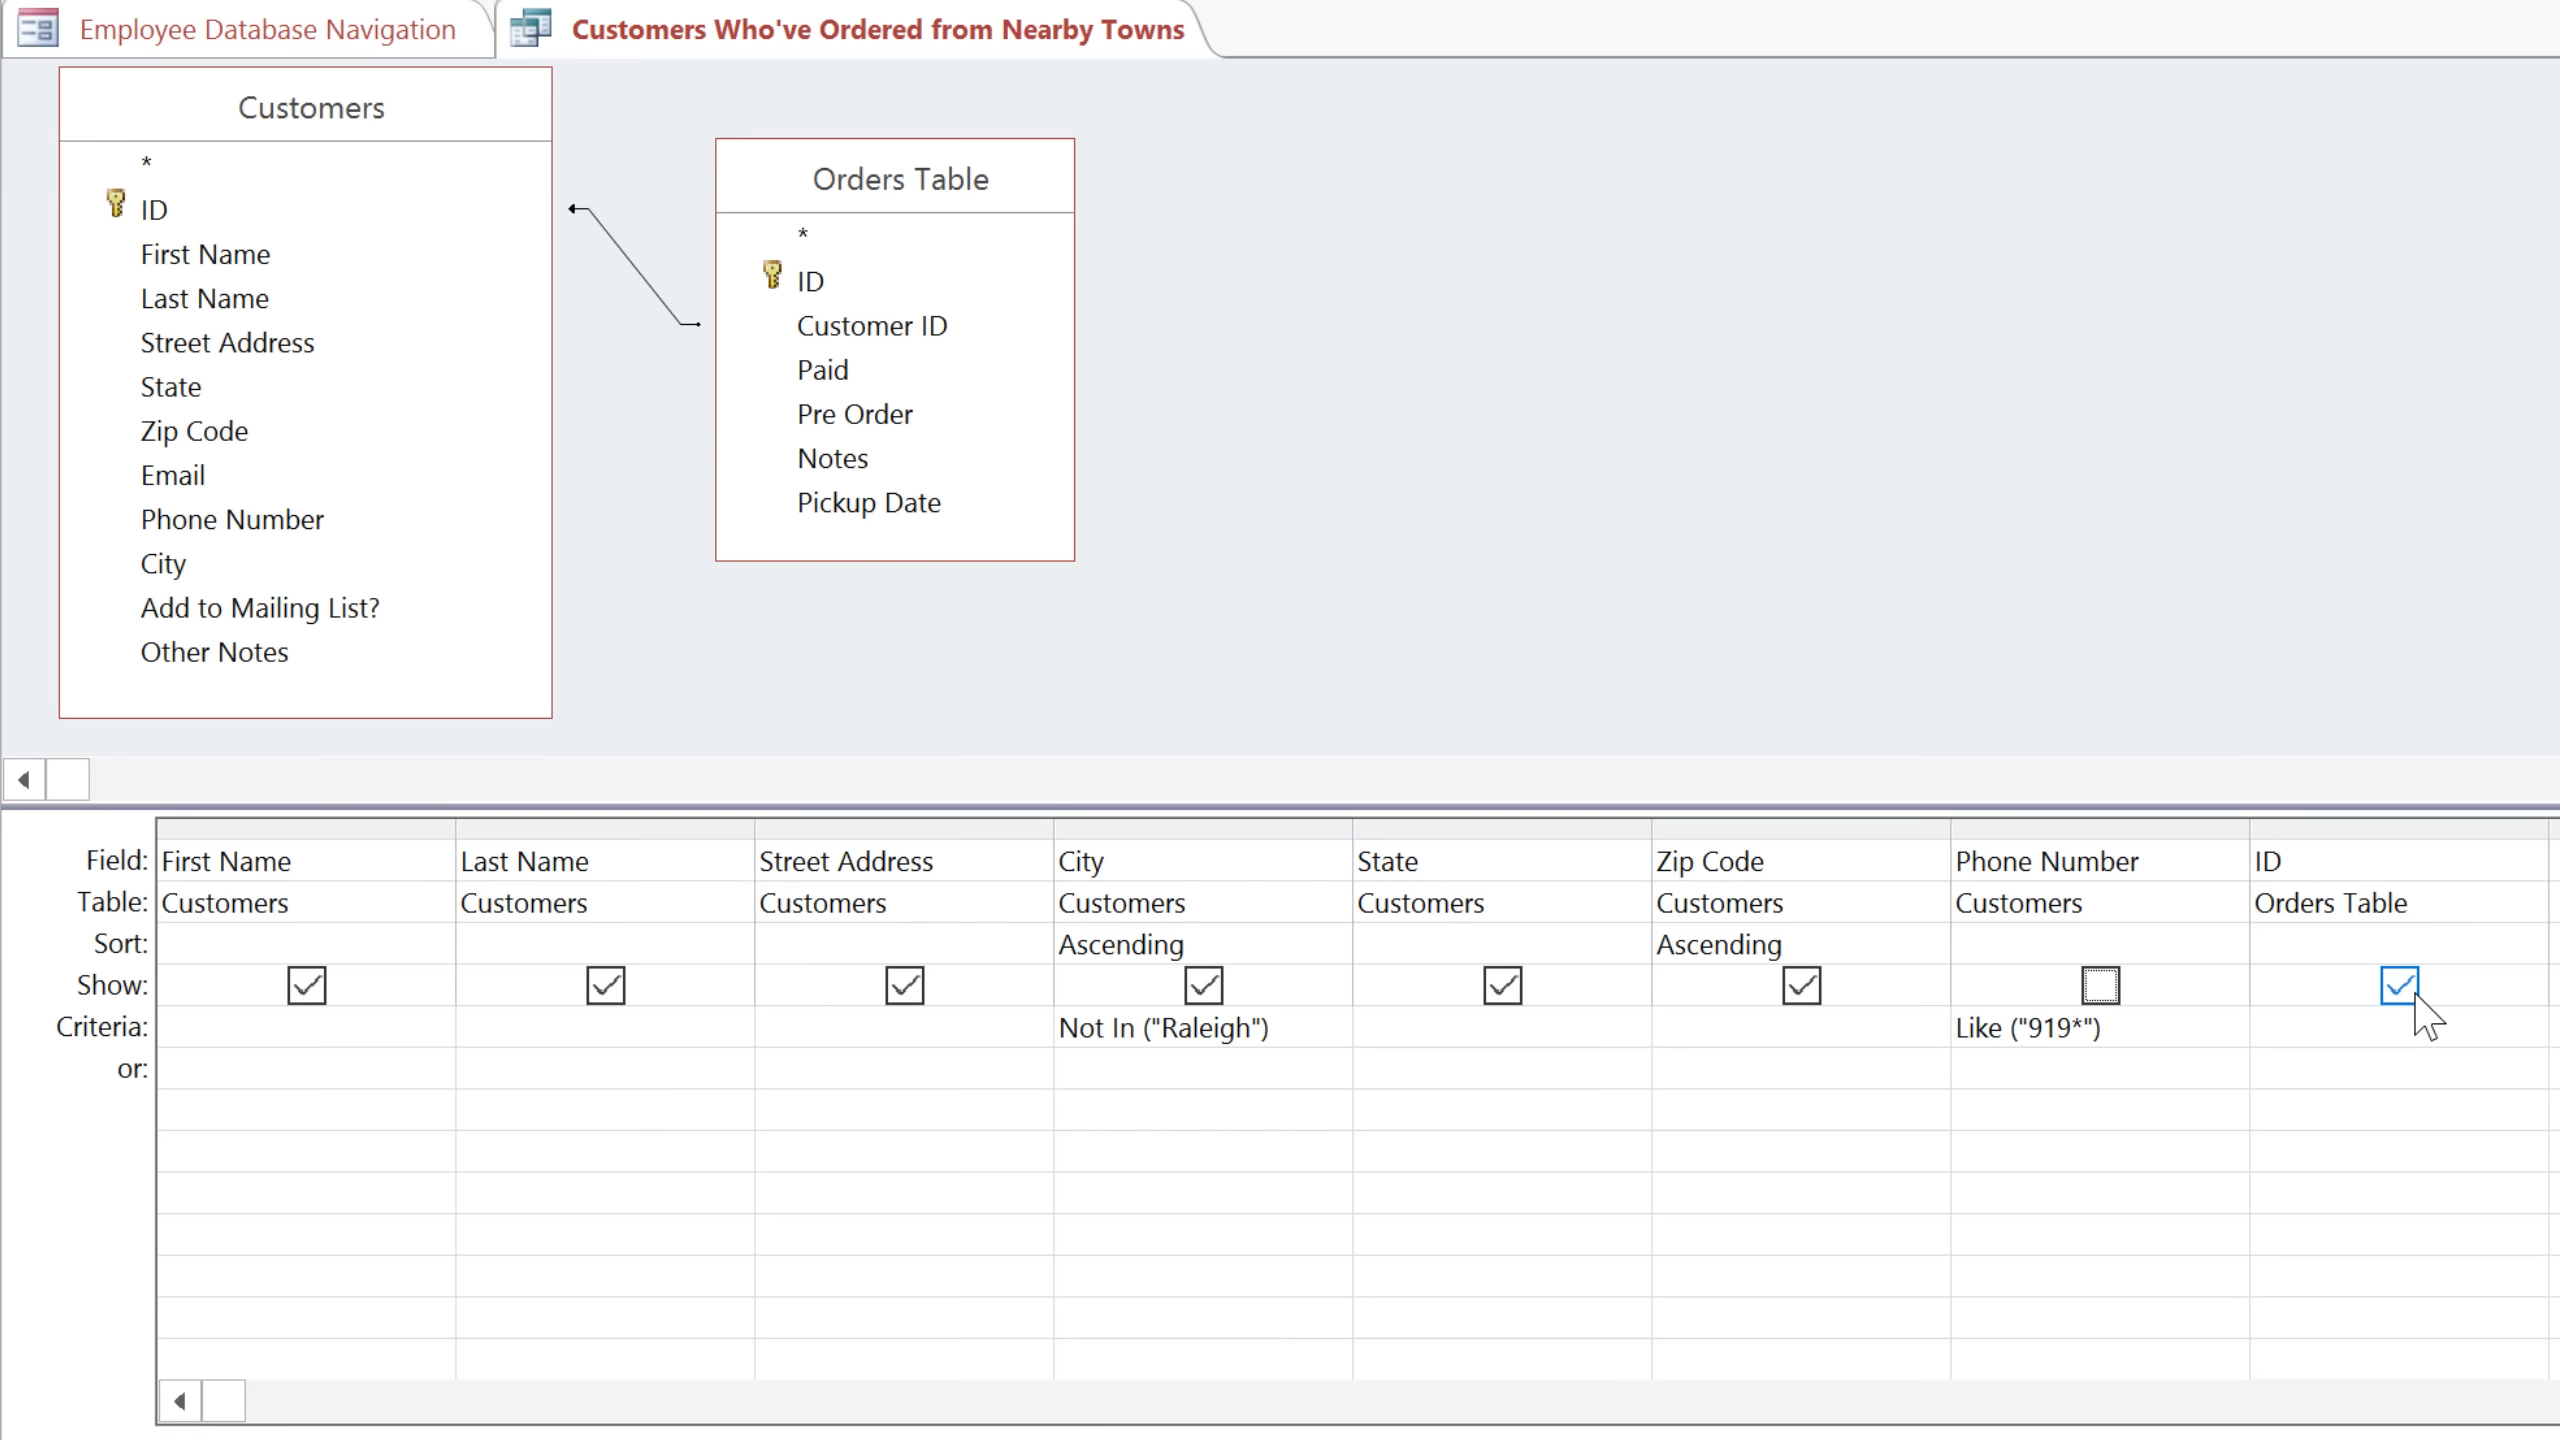 Employee Database Navigation
Customers Who've Ordered from Nearby Towns
Customers
*
ID
First Name
Last Name
Street Address
State
Zip Code
Email
Phone Number
City
Add to Mailing List?
Other Notes
Orders Table
*
ID
Customer ID
Paid
Pre Order
Notes
Pickup Date
Field: First Name Last Name Street Address City State Zip Code Phone Number ID
Table: Customers Customers Customers Customers Customers Customers Customers Orders Table
Sort: Ascending Ascending
Show:
Criteria: Not In ("Raleigh") Like ("919*")
or: